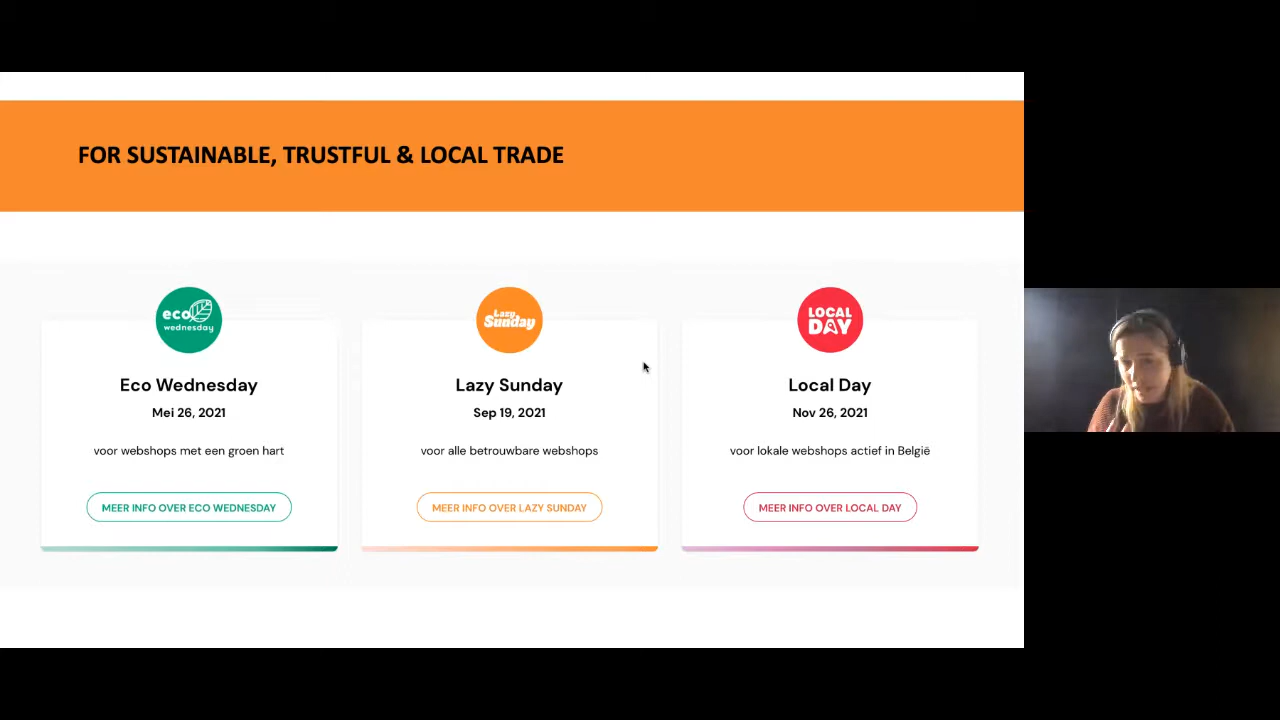 FOR SUSTAINABLE, TRUSTFUL & LOCAL TRADE
eco
wednesday
Eco Wednesday
Mei 26, 2021
voor webshops met een groen hart
MEER INFO OVER ECO WEDNESDAY
Lazy
Sunday
Lazy Sunday
Sep 19, 2021
voor alle betrouwbare webshops
MEER INFO OVER LAZY SUNDAY
LOCAL
DAY
Local Day
Nov 26, 2021
voor lokale webshops actief in België
MEER INFO OVER LOCAL DAY